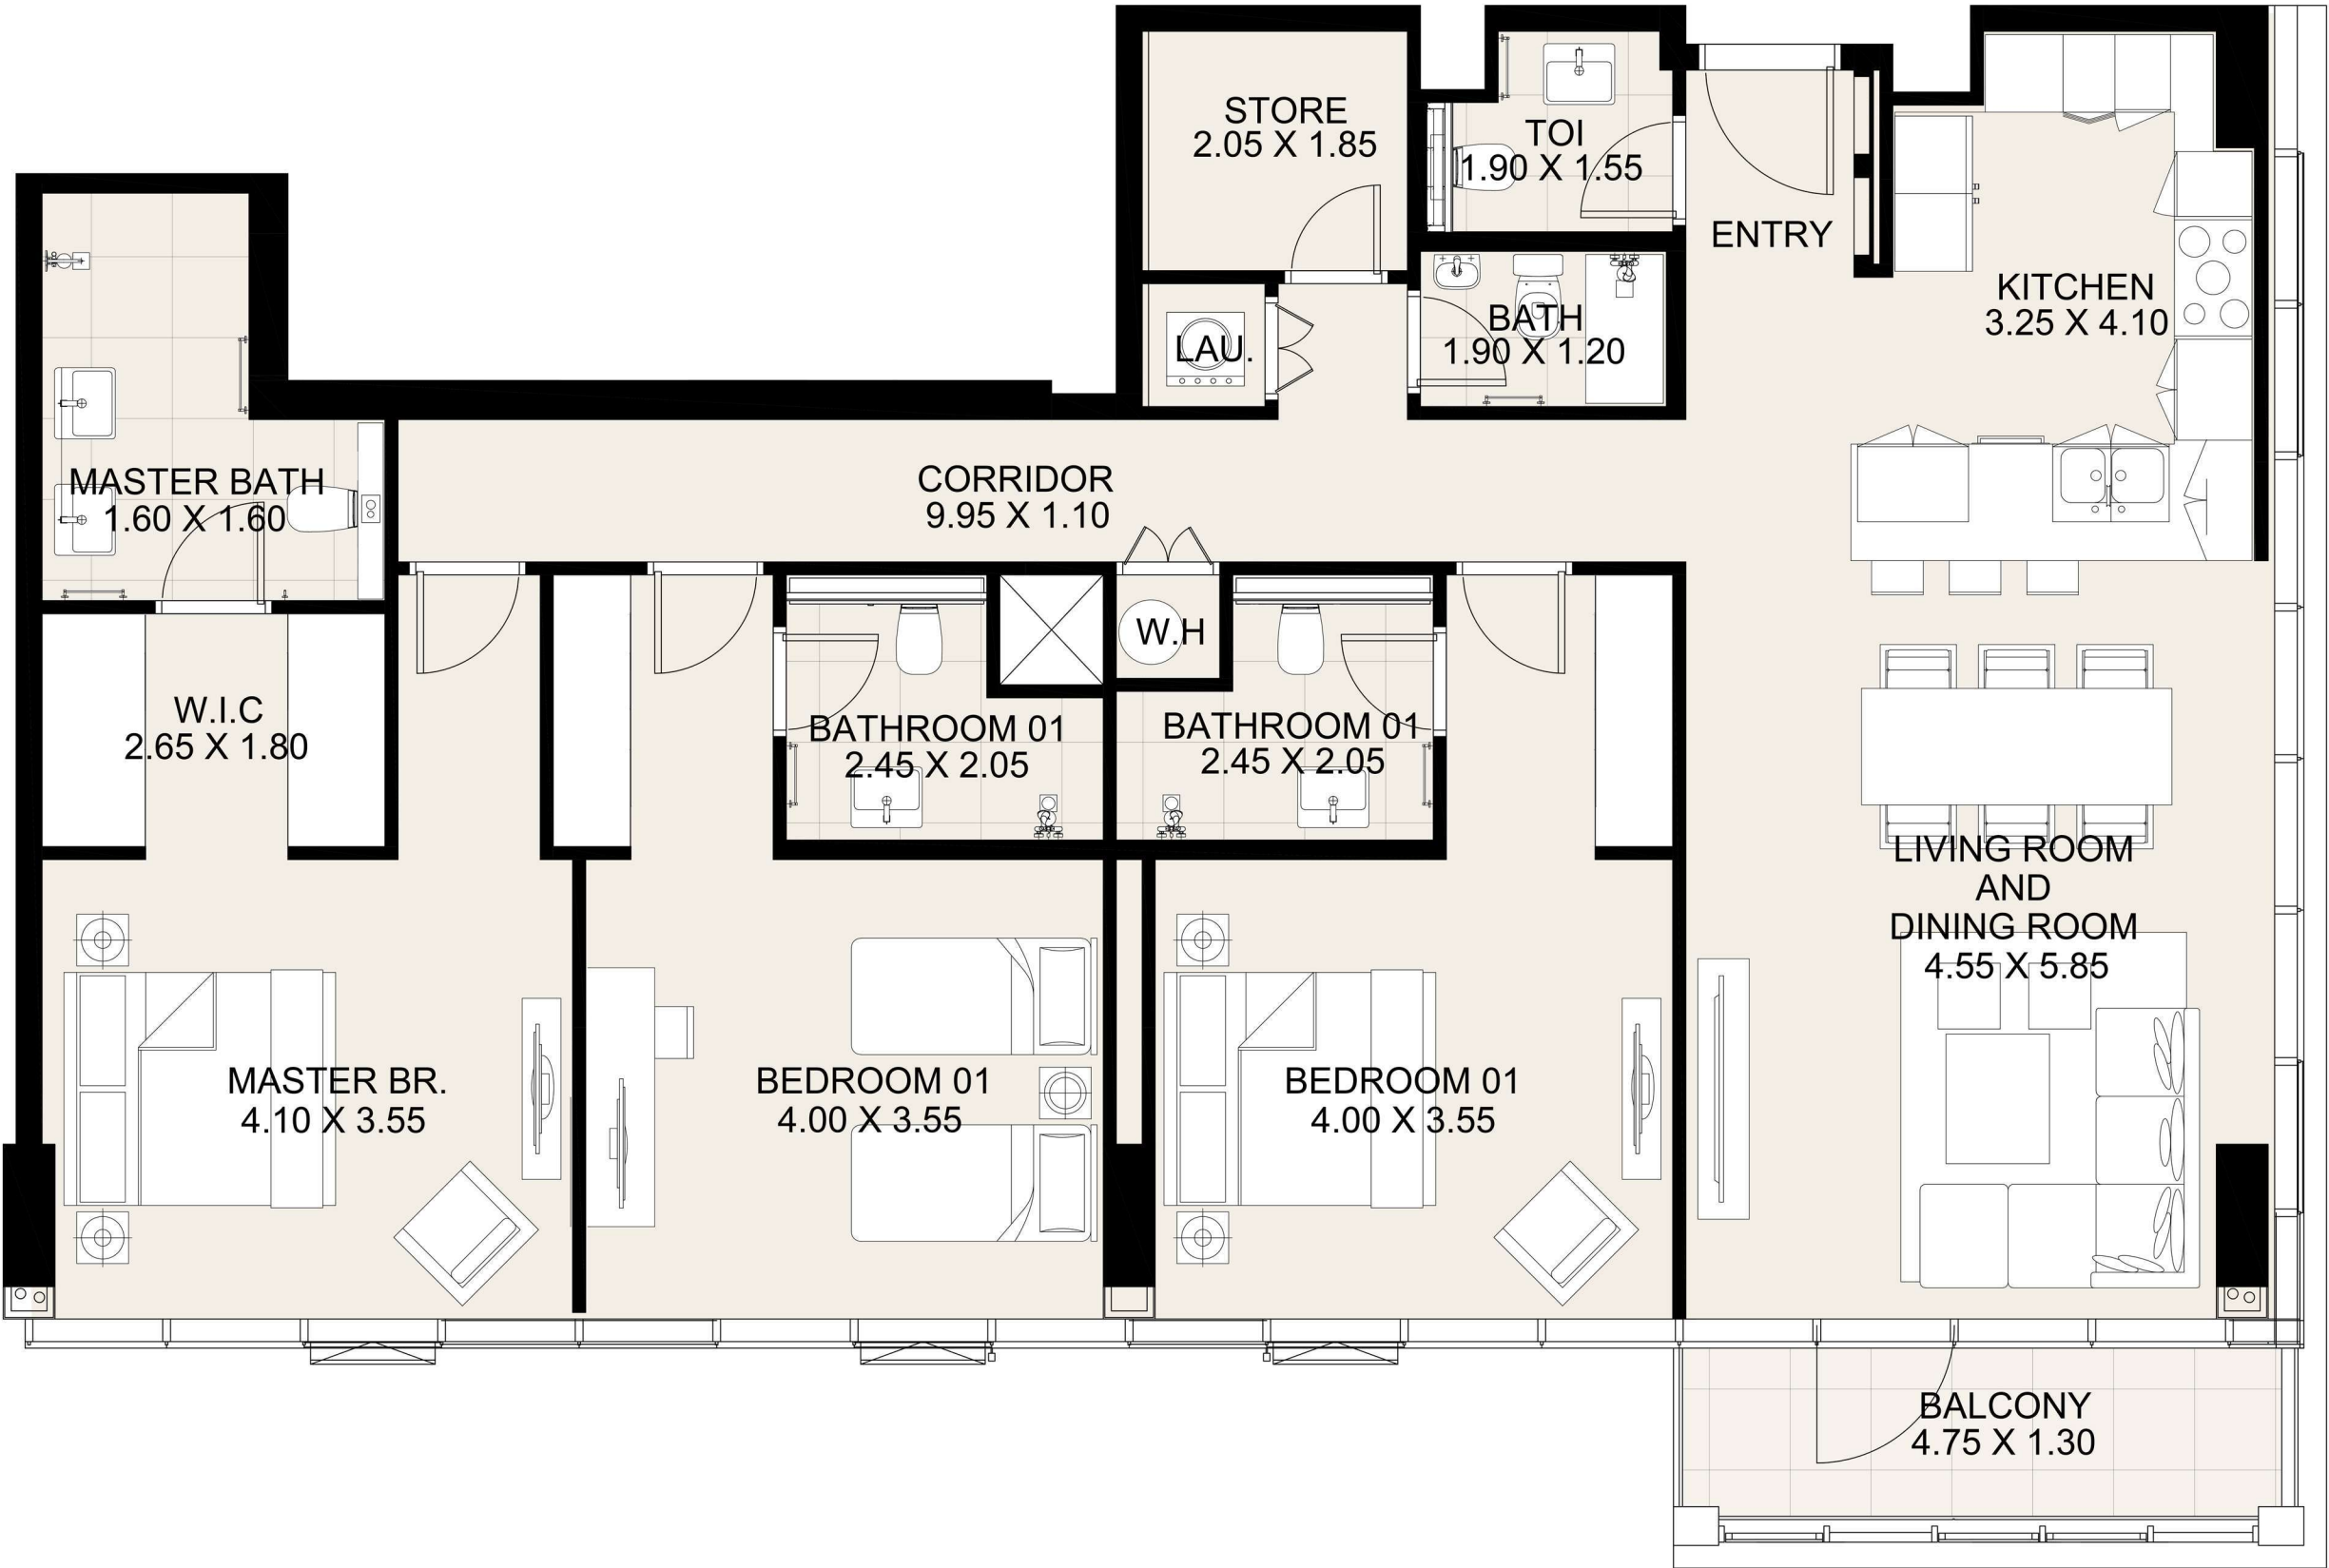 STORE
2.05 X 1.85
TOI
1.90 X 1.55
ENTRY
KITCHEN
3.25 X 4.10
LAU.
BATH
1.90 X 1.20
MASTER BATH
1.60 X 1.60
CORRIDOR
9.95 X 1.10
W.I.C
2.65 X 1.80
BATHROOM 01
2.45 X 2.05
W.H
BATHROOM 01
2.45 X 2.05
LIVING ROOM
AND
DINING ROOM
4.55 X 5.85
MASTER BR.
4.10 X 3.55
BEDROOM 01
4.00 X 3.55
BEDROOM 01
4.00 X 3.55
BALCONY
4.75 X 1.30